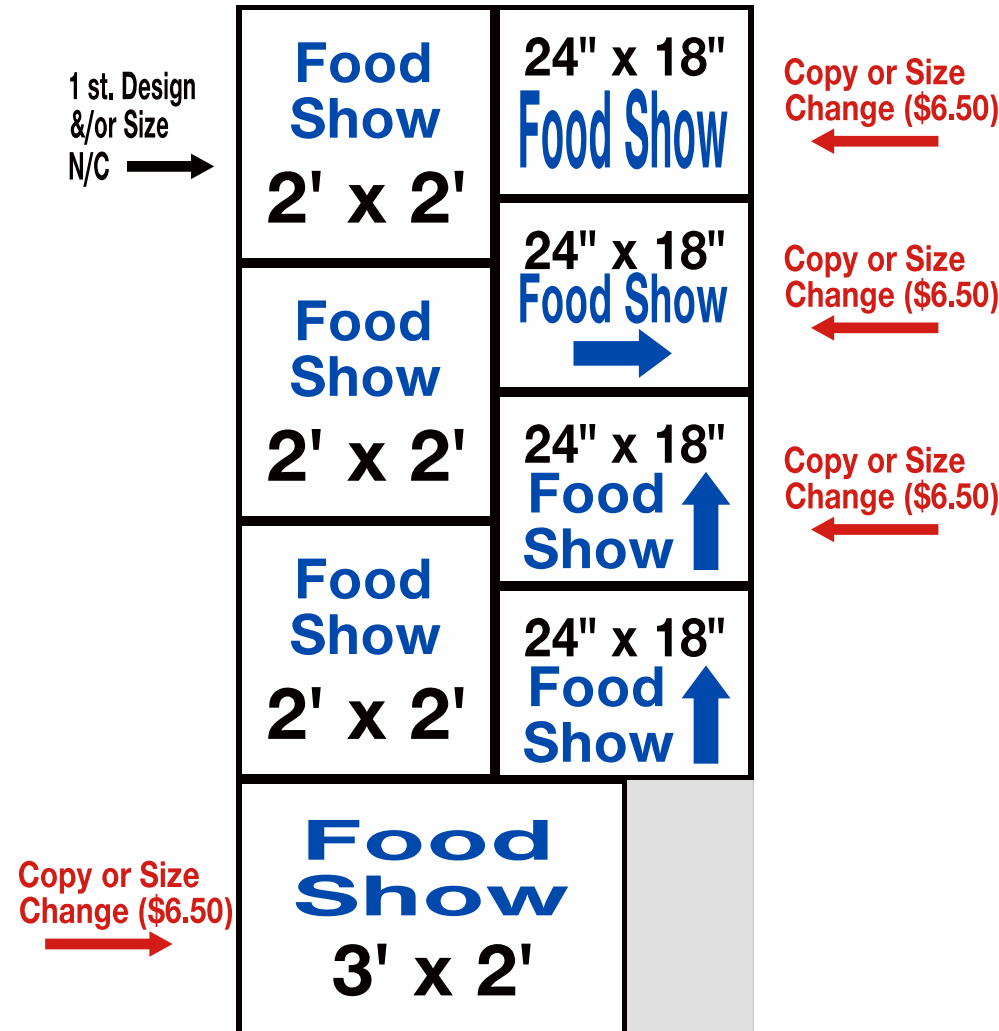 1 st. Design
&/or Size
N/C
Food
Show
2' x 2'
24" x 18"
Food Show
Copy or Size
Change ($6.50)
24" x 18"
Food Show
Copy or Size
Change ($6.50)
Food
Show
2' x 2'
24" x 18"
Food
Show
Copy or Size
Change ($6.50)
Food
Show
2' x 2'
24" x 18"
Food
Show
Copy or Size
Change ($6.50)
Food
Show
3' x 2'